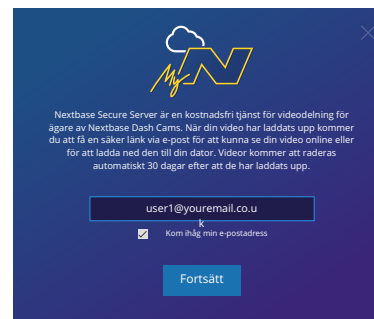 My N
Nextbase Secure Server är en kostnadsfri tjänst för videodelning för
ägare av Nextbase Dash Cams. När din video har laddats upp kommer
du att få en säker länk via e-post för att kunna se din video online eller
för att ladda ned den till din dator. Videor kommer att raderas
automatiskt 30 dagar efter att de har laddats upp.
user1@youremail.co.u
k
Kom ihåg min e-postadress
Fortsätt